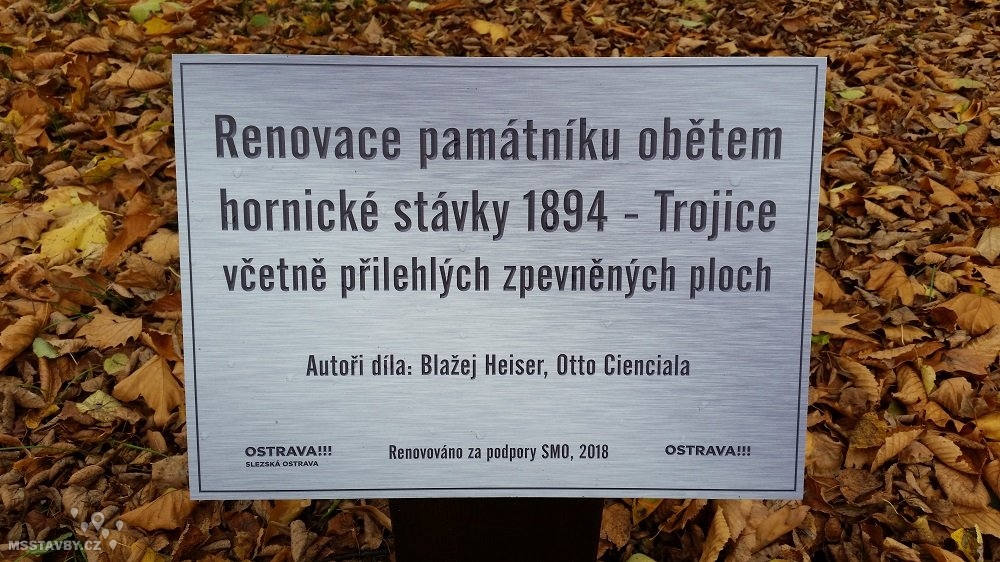 Renovace památníku obětem
hornické stávky 1894 - Trojice
včetně přilehlých zpevněných ploch
Autoři díla: Blažej Heiser, Otto Cienciala
OSTRAVA!!!
SLEZSKÁ OSTRAVA
Renovováno za podpory SMO, 2018
OSTRAVA!!!
MSSTAVBY.CZ